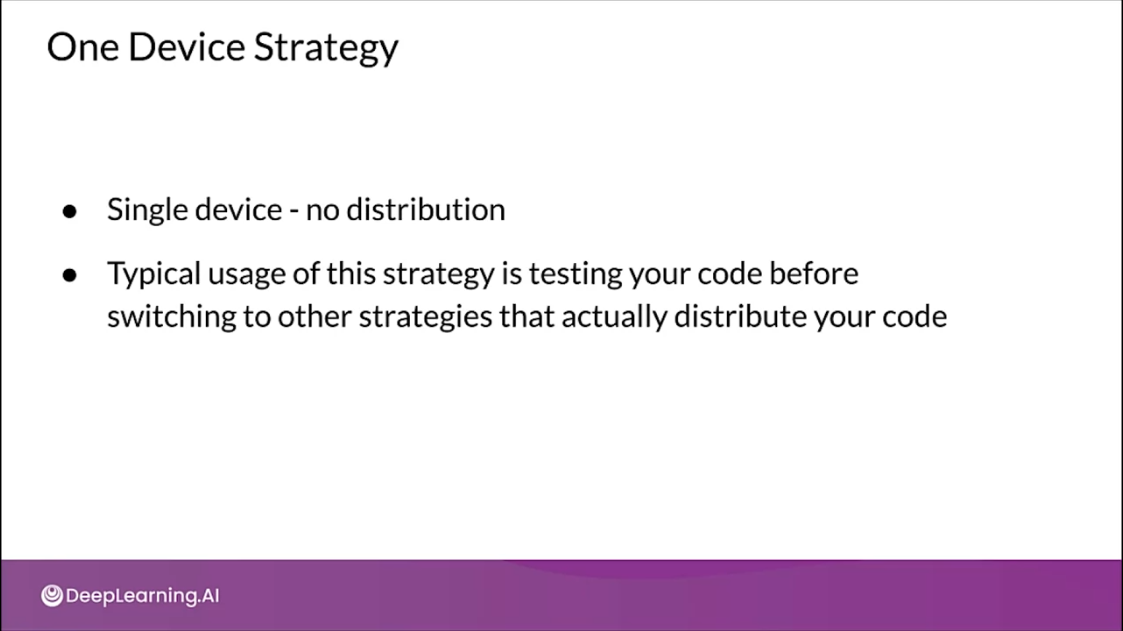 One Device Strategy
● Single device - no distribution
● Typical usage of this strategy is testing your code before
switching to other strategies that actually distribute your code
DeepLearning.AI